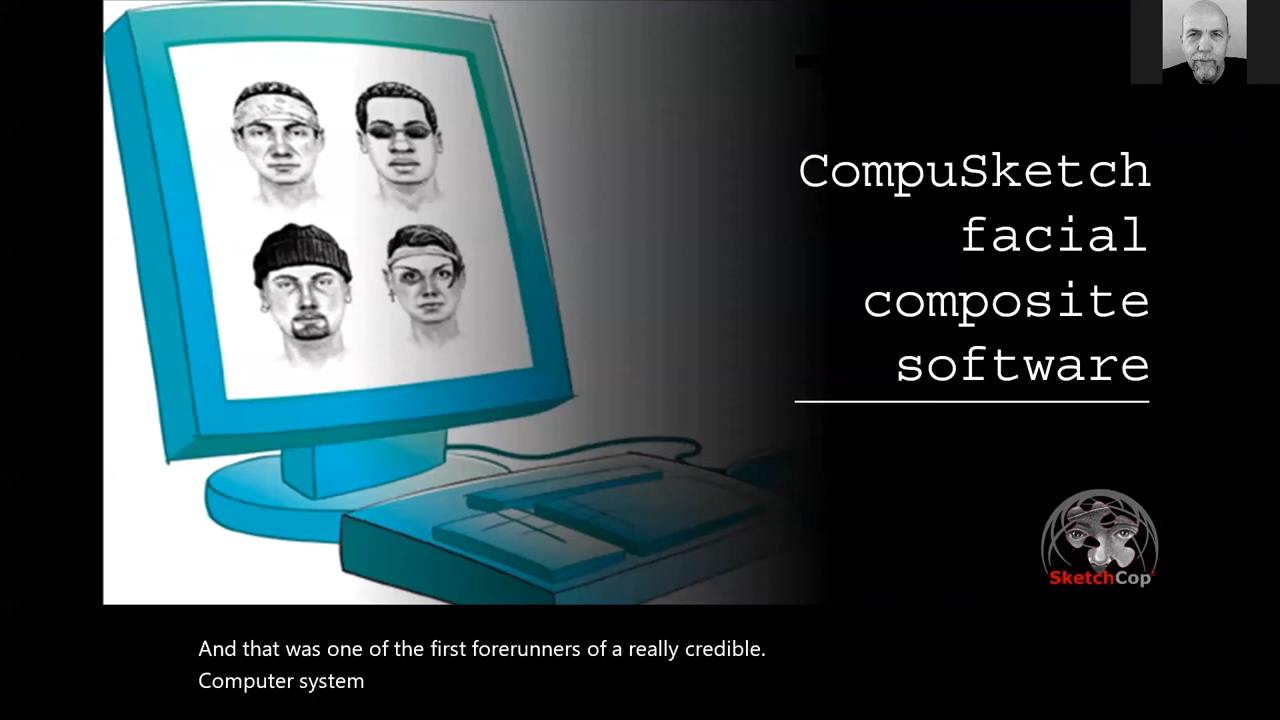 CompuSketch
facial
composite
software
SketchCop
And that was one of the first forerunners of a really credible.
Computer system